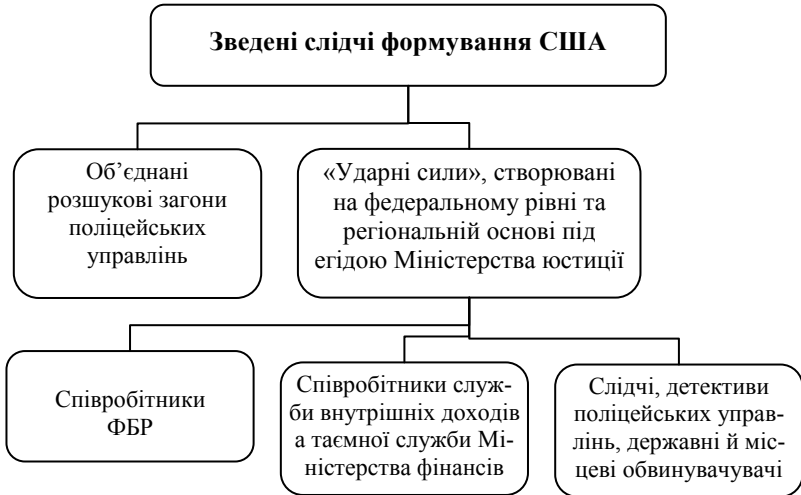 Зведені слідчі формування США
Об’єднані
розшукові загони
поліцейських
управлінь
«Ударні сили», створювані
на федеральному рівні та
регіональній основі під
егідою Міністерства юстиції
Співробітники
ФБР
Співробітники служ-
би внутрішніх доходів
а таємної служби Мі-
ністерства фінансів
Слідчі, детективи
поліцейських управ-
лінь, державні й міс-
цеві обвинувачувачі